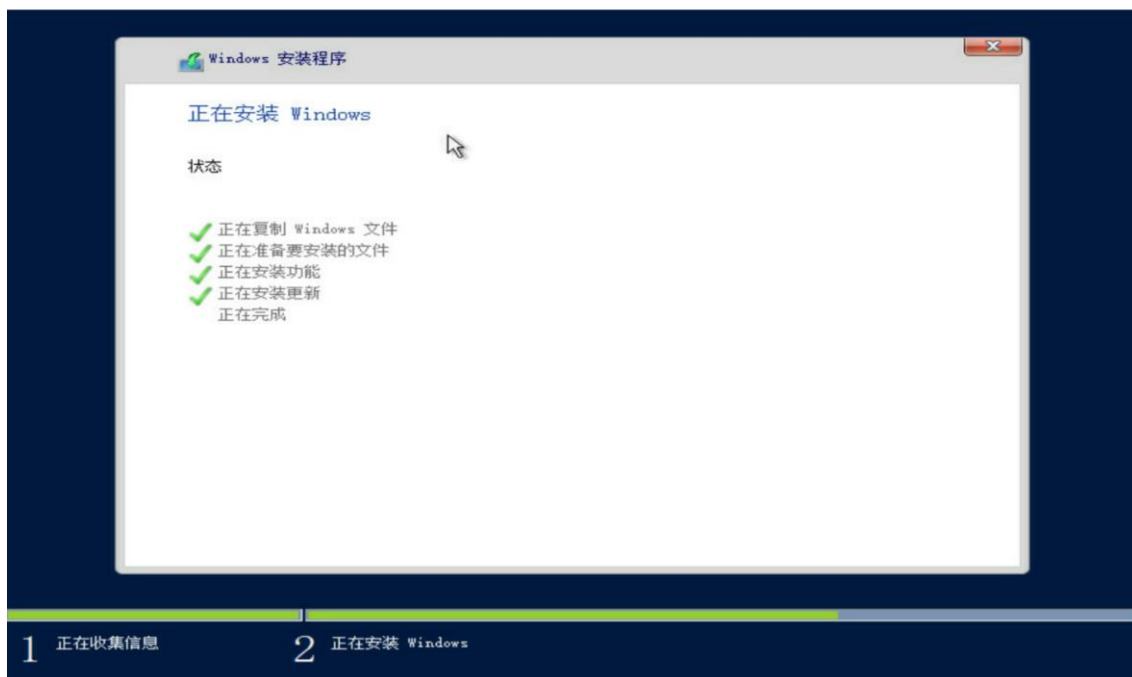 Windows 安装程序
正在安装 Windows
状态
正在复制 Windows 文件
正在准备要安装的文件
正在安装功能
正在安装更新
正在完成
1 正在收集信息
2 正在安装 Windows